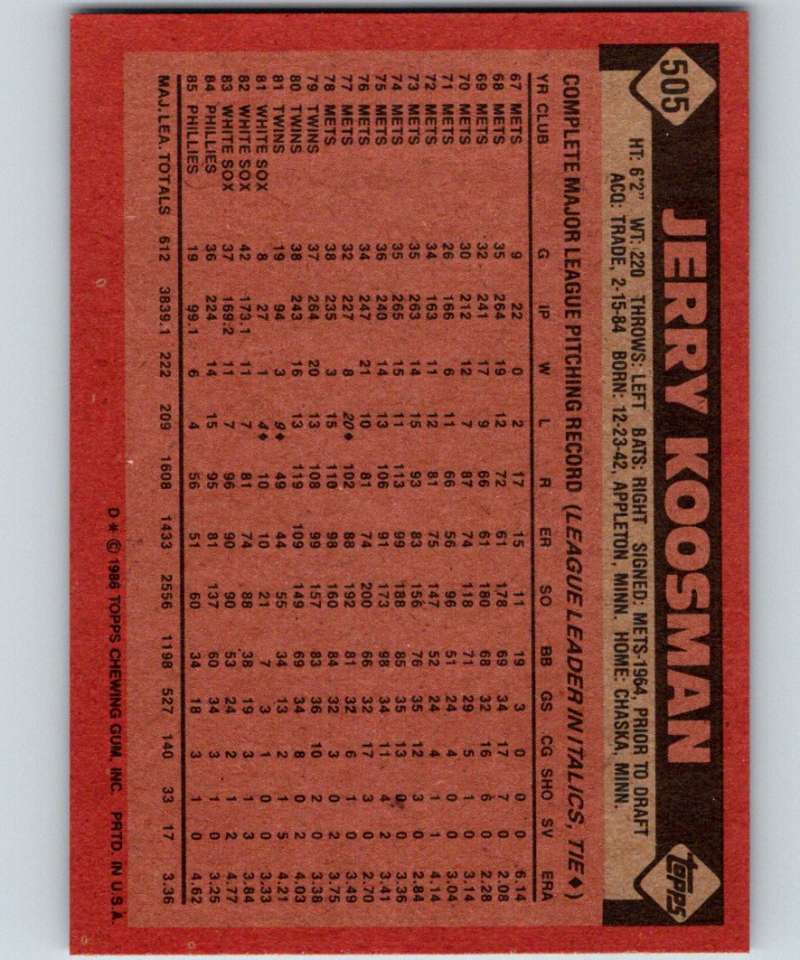 505
JERRY KOOSMAN
topps
HT: 6'2" WT: 220 THROWS: LEFT BATS: RIGHT SIGNED: METS-1964, PRIOR TO DRAFT
ACQ: TRADE, 2-15-84 BORN: 12-23-42, APPLETON, MINN. HOME: CHASKA, MINN.
COMPLETE MAJOR LEAGUE PITCHING RECORD (LEAGUE LEADER IN ITALICS, TIE ♦)
YR CLUB G IP W L R ER SO BB GS CG SHO SV ERA
67 METS 9 22 0 2 17 15 11 19 3 0 0 0 6.14
68 METS 35 264 19 12 72 61 178 69 34 17 7 0 2.08
69 METS 32 241 17 9 66 61 180 68 32 16 6 0 2.28
70 METS 30 212 12 7 87 74 118 71 29 5 1 0 3.14
71 METS 26 166 6 11 66 56 96 51 24 4 0 0 3.04
72 METS 34 163 11 12 81 75 147 52 24 4 1 1 4.14
73 METS 35 263 14 15 93 83 156 76 35 12 3 0 2.84
74 METS 35 265 15 11 113 99 188 85 35 13 0 0 3.36
75 METS 36 240 14 13 106 91 173 98 34 11 4 2 3.41
76 METS 34 247 21 10 81 74 200 66 32 17 3 0 2.70
77 METS 32 227 8 20♦ 102 88 192 81 32 6 1 0 3.49
78 METS 38 235 3 15 110 98 160 84 32 3 0 2 3.75
79 TWINS 37 264 20 13 108 99 157 83 36 10 2 0 3.38
80 TWINS 38 243 16 13 119 109 149 69 34 8 0 2 4.03
81 TWINS 19 94 3 9♦ 49 44 55 34 13 2 1 5 4.21
81 WHITE SOX 8 27 1 4♦ 10 10 21 7 3 1 0 0 3.33
82 WHITE SOX 42 173.1 11 7 81 74 88 38 19 3 1 3 3.84
83 WHITE SOX 37 169.2 11 7 96 90 90 53 24 2 1 2 4.77
84 PHILLIES 36 224 14 15 95 81 137 60 34 3 1 0 3.25
85 PHILLIES 19 99.1 6 4 56 51 60 34 18 3 1 0 4.62
MAJ. LEA. TOTALS 612 3839.1 222 209 1608 1433 2556 1198 527 140 33 17 3.36
D* © 1986 TOPPS CHEWING GUM, INC. PRTD. IN U.S.A.